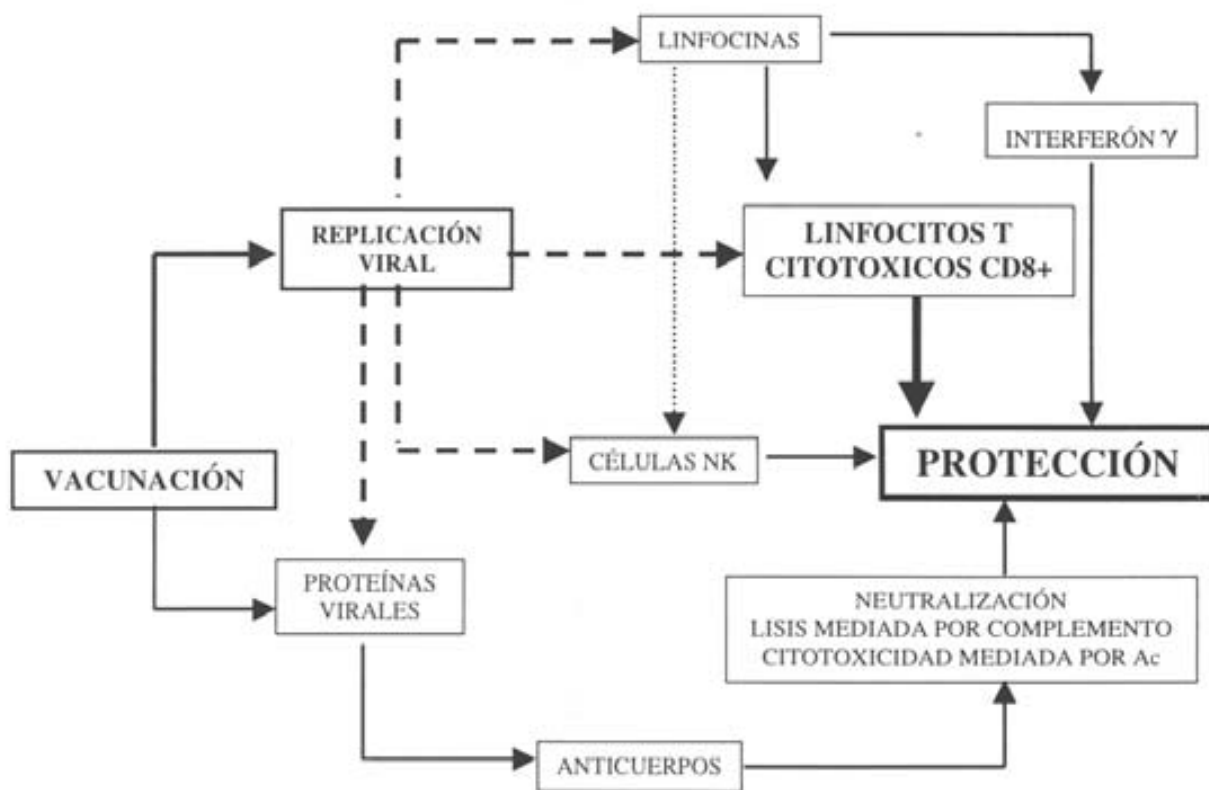 LINFOCINAS
INTERFERÓN γ
REPLICACIÓN
VIRAL
LINFOCITOS T
CITOTOXICOS CD8+
VACUNACIÓN
CÉLULAS NK
PROTECCIÓN
PROTEÍNAS
VIRALES
NEUTRALIZACIÓN
LISIS MEDIADA POR COMPLEMENTO
CITOTOXICIDAD MEDIADA POR Ac
ANTICUERPOS